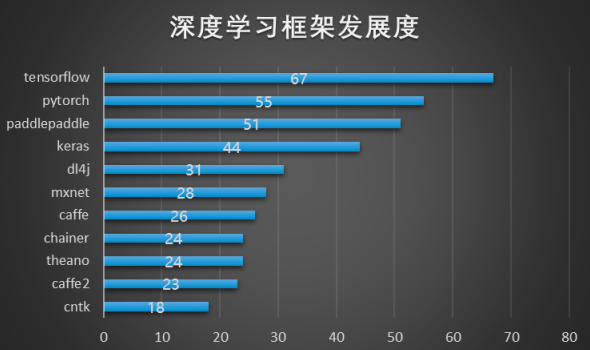 深度学习框架发展度
tensorflow 67
pytorch 55
paddlepaddle 51
keras 44
dl4j 31
mxnet 28
caffe 26
chainer 24
theano 24
caffe2 23
cntk 18
0 10 20 30 40 50 60 70 80